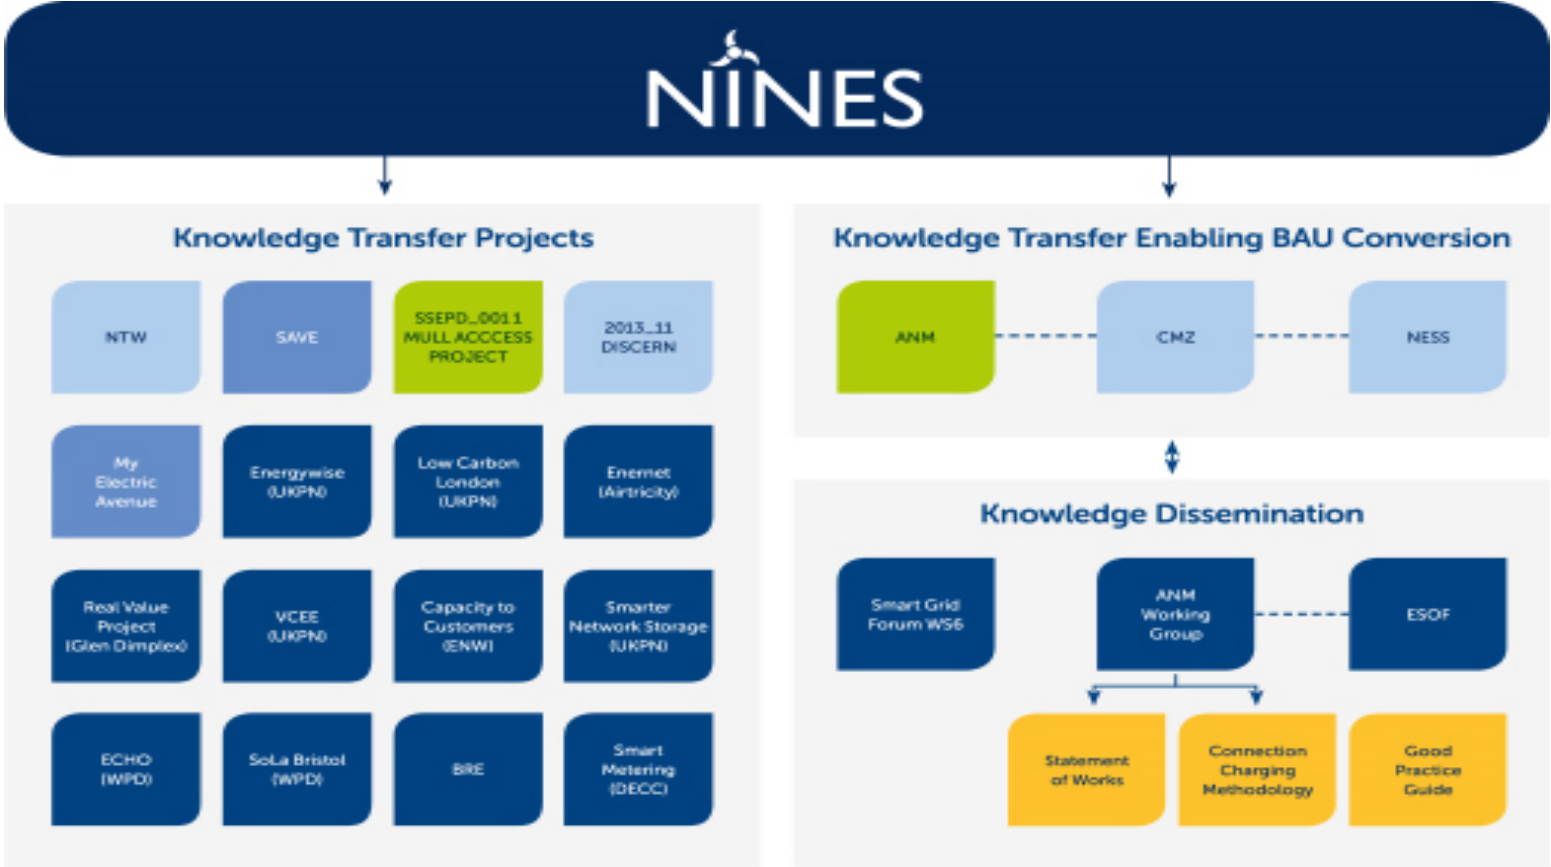 NINES
Knowledge Transfer Projects
NTW
SAVE
SSEPD_0011
MULL ACCCESS
PROJECT
2013_11
DISCERN
My
Electric
Avenue
Energywise
(UKPN)
Low Carbon
London
(UKPN)
Enernet
(Airtricity)
Real Value
Project
(Glen Dimplex)
VCEE
(UKPN)
Capacity to
Customers
(ENW)
Smarter
Network Storage
(UKPN)
ECHO
(WPD)
SoLa Bristol
(WPD)
BRE
Smart
Metering
(DECC)
Knowledge Transfer Enabling BAU Conversion
ANM
CMZ
NESS
Knowledge Dissemination
Smart Grid
Forum WS6
ANM
Working
Group
ESOF
Statement
of Works
Connection
Charging
Methodology
Good
Practice
Guide